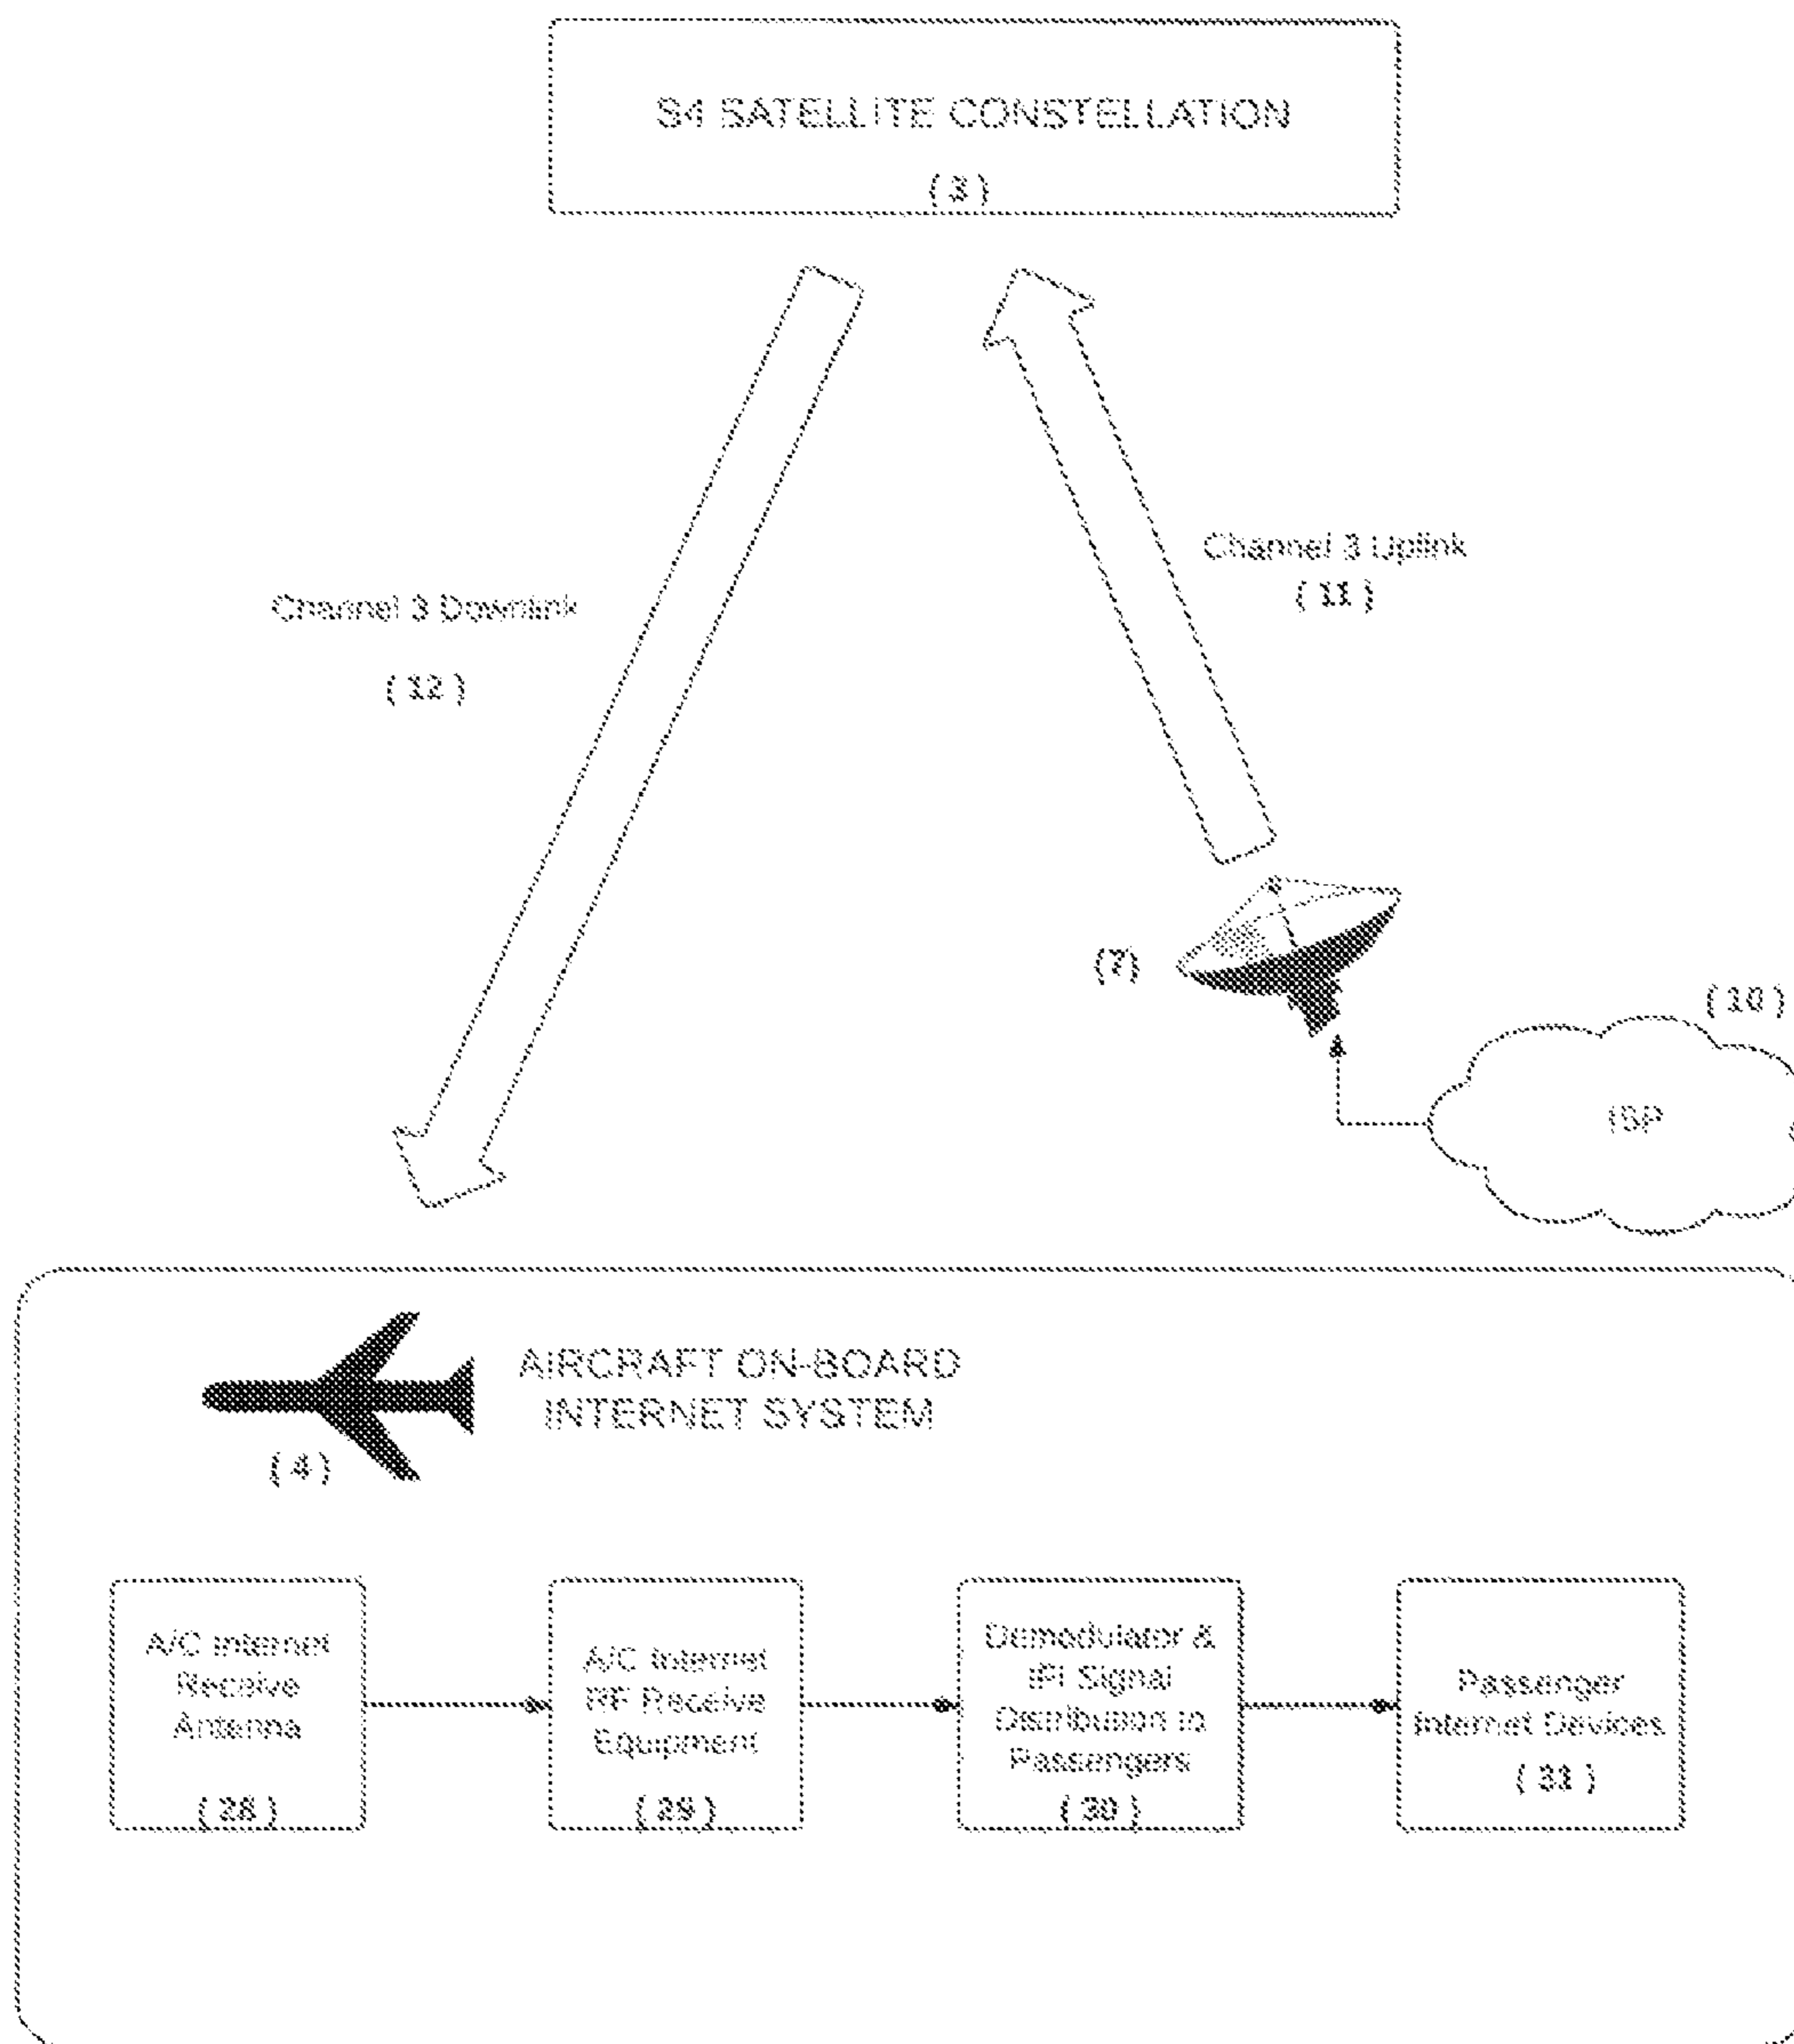 S4 SATELLITE CONSTELLATION
( 3 )
Channel 3 Uplink
( 11 )
Channel 3 Downlink
( 12 )
(7)
( 10 )
ISP
AIRCRAFT ON-BOARD
INTERNET SYSTEM
( 4 )
A/C Internet
Receive
Antenna
( 28 )
A/C Internet
RF Receive
Equipment
( 29 )
Demodulator &
IFI Signal
Distribution to
Passengers
( 30 )
Passenger
Internet Devices
( 31 )